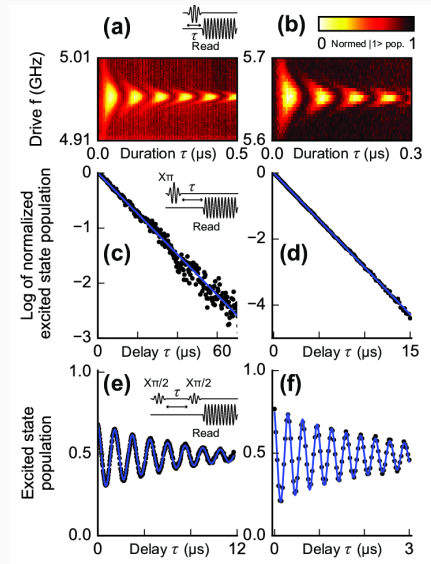 (a)
τ
Read
(b)
0 1
Normed |1> pop.
Drive f (GHz)
5.01
4.91
0.0 0.5
Duration τ (µs)
5.7
5.6
0.0 0.3
Duration τ (µs)
Log of normalized
excited state population
0
−1
−2
−3
Xπ
τ
Read
(c)
0 60
Delay τ (µs)
0
−2
−4
(d)
0 15
Delay τ (µs)
Excited state
population
1.0
0.5
0.0
(e)
Xπ/2 τ Xπ/2
Read
0 12
Delay τ (µs)
1.0
0.5
0.0
(f)
0 3
Delay τ (µs)